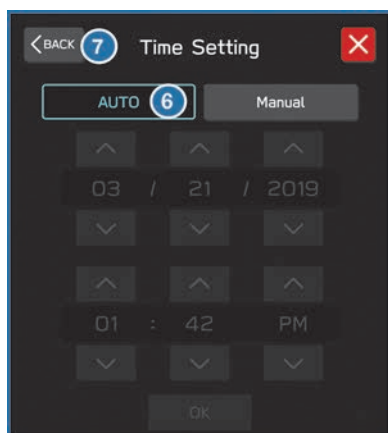 BACK 7 Time Setting
AUTO 6 Manual
03 / 21 / 2019
01 : 42 PM
OK